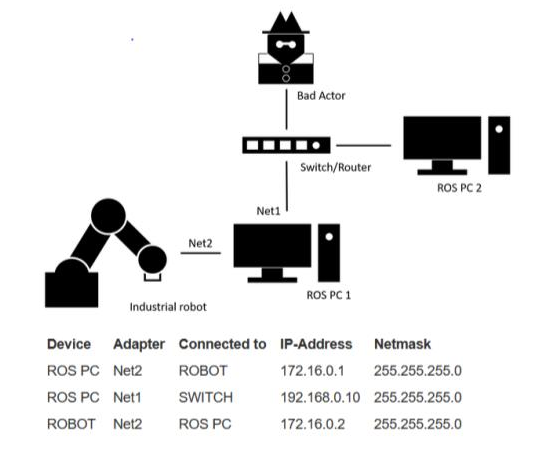 Bad Actor
Switch/Router
ROS PC 2
Net1
Net2
ROS PC 1
Industrial robot
Device Adapter Connected to IP-Address Netmask
ROS PC Net2 ROBOT 172.16.0.1 255.255.255.0
ROS PC Net1 SWITCH 192.168.0.10 255.255.255.0
ROBOT Net2 ROS PC 172.16.0.2 255.255.255.0